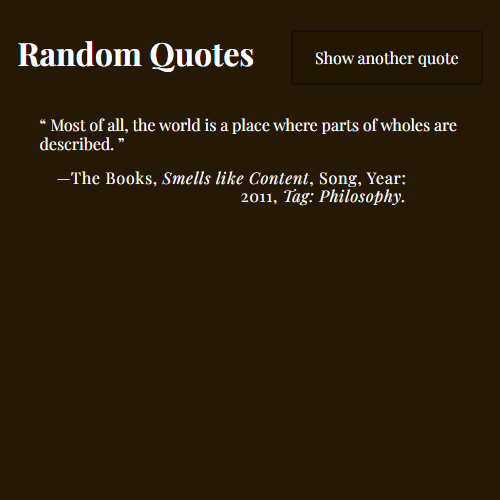 Random Quotes
Show another quote
“ Most of all, the world is a place where parts of wholes are
described. ”
—The Books, Smells like Content, Song, Year:
2011, Tag: Philosophy.